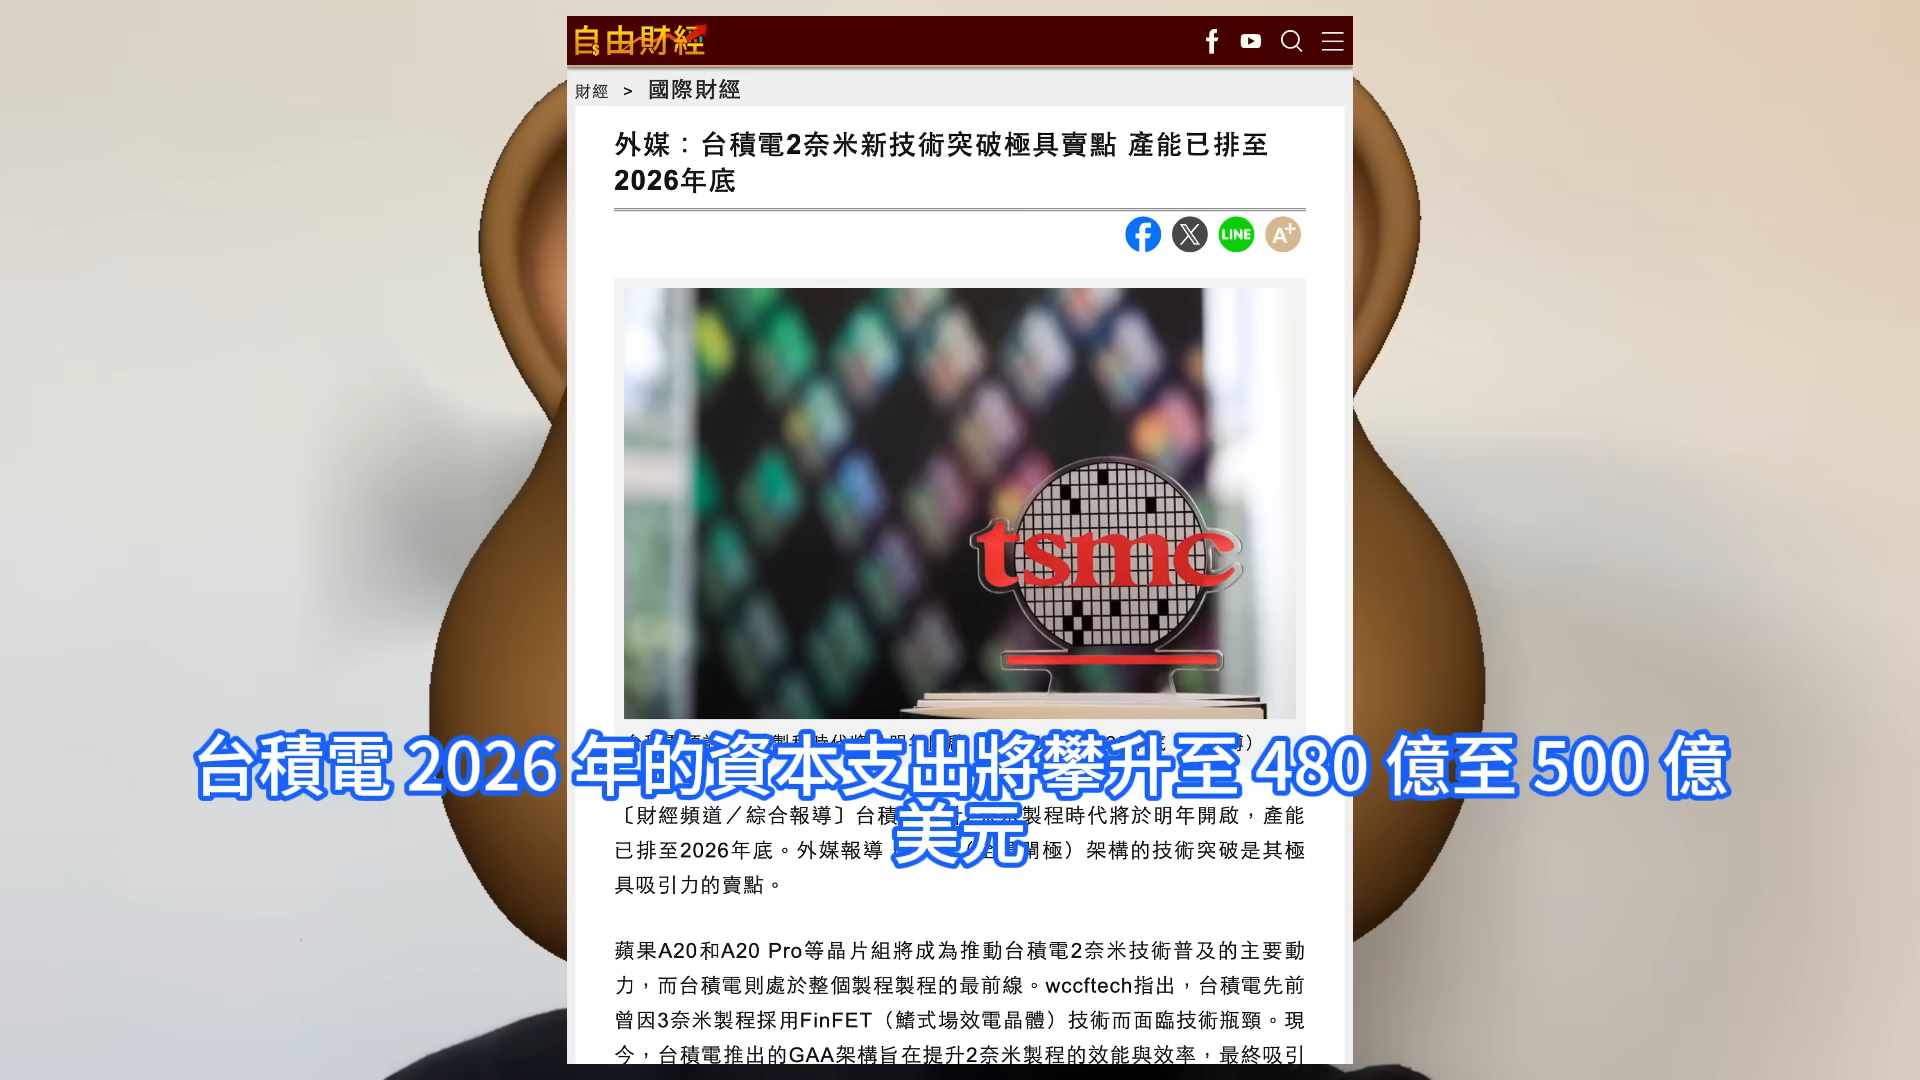 自由財經
財經 > 國際財經
外媒：台積電2奈米新技術突破極具賣點 產能已排至
2026年底
LINE
A+
tsmc
台積電 2026 年的資本支出將攀升至 480 億至 500 億
美元
〔財經頻道／綜合報導〕台積
製程時代將於明年開啟，產能
已排至2026年底。外媒報導，
閘極）架構的技術突破是其極
具吸引力的賣點。
蘋果A20和A20 Pro等晶片組將成為推動台積電2奈米技術普及的主要動
力，而台積電則處於整個製程製程的最前線。wccftech指出，台積電先前
曾因3奈米製程採用FinFET（鰭式場效電晶體）技術而面臨技術瓶頸。現
今，台積電推出的GAA架構旨在提升2奈米製程的效能與效率，最終吸引